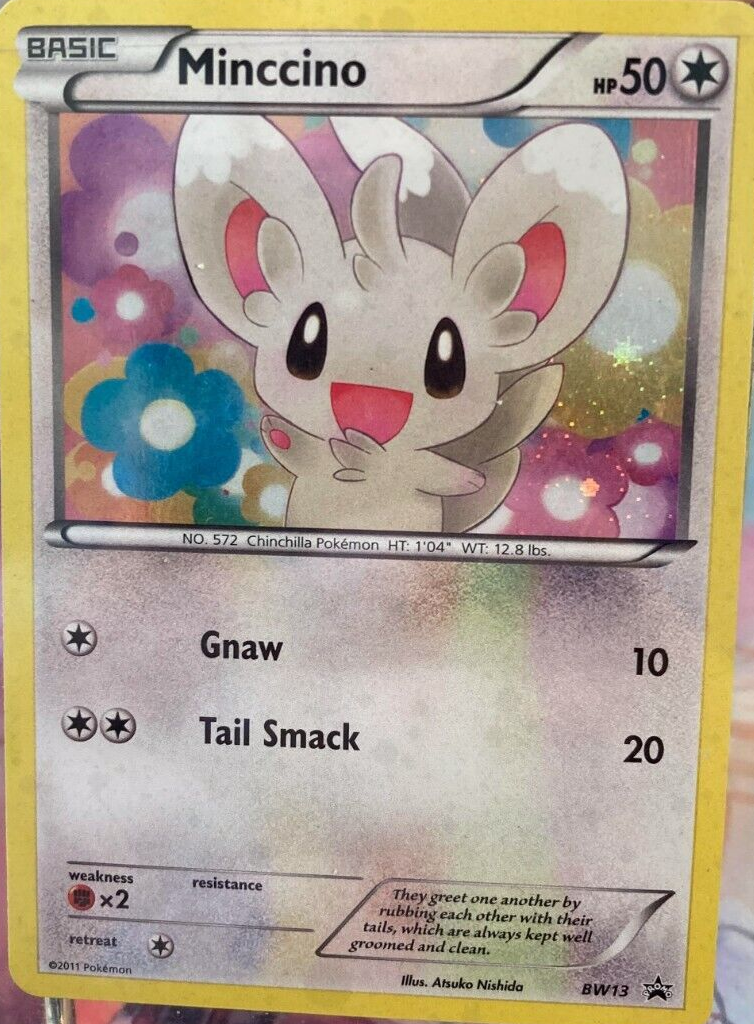 BASIC
Minccino
HP50
NO. 572 Chinchilla Pokémon HT: 1'04" WT: 12.8 lbs.
Gnaw 10
Tail Smack 20
weakness resistance
×2
retreat
They greet one another by
rubbing each other with their
tails, which are always kept well
groomed and clean.
©2011 Pokémon
Illus. Atsuko Nishida
BW13
PROMO